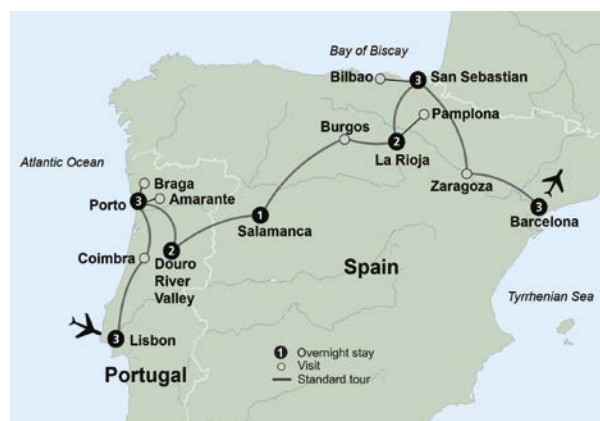 Bay of Biscay
Bilbao
3
San Sebastian
Pamplona
Burgos
2
La Rioja
Atlantic Ocean
Braga
Amarante
Porto
3
Zaragoza
3
Barcelona
1
Salamanca
Coimbra
2
Douro
River
Valley
Spain
Tyrrhenian Sea
3
Lisbon
Portugal
1 Overnight stay
Visit
Standard tour